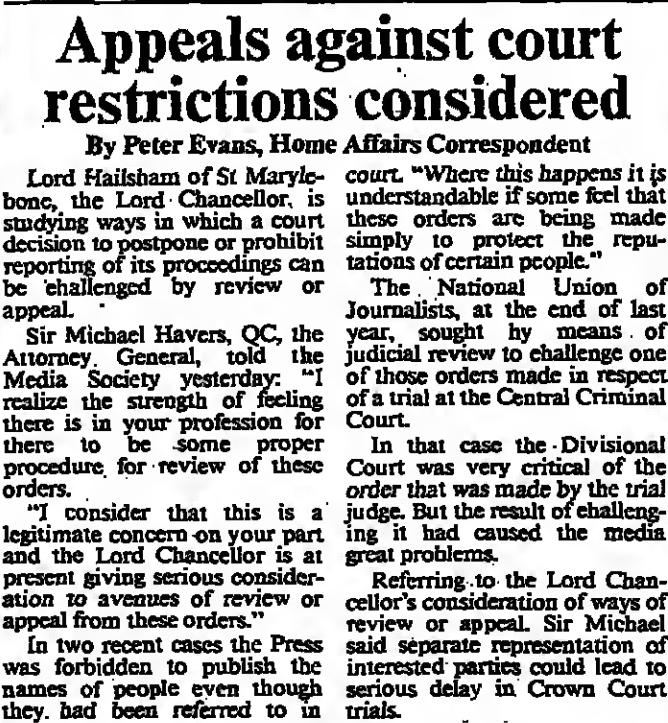 Appeals against court
restrictions considered
By Peter Evans, Home Affairs Correspondent
Lord Hailsham of St Maryle-
bone, the Lord Chancellor, is
studying ways in which a court
decision to postpone or prohibit
reporting of its proceedings can
be challenged by review or
appeal.
Sir Michael Havers, QC, the
Attorney General, told the
Media Society yesterday: "I
realize the strength of feeling
there is in your profession for
there to be some proper
procedure for review of these
orders.
"I consider that this is a
legitimate concern on your part
and the Lord Chancellor is at
present giving serious consider-
ation to avenues of review or
appeal from these orders."
In two recent cases the Press
was forbidden to publish the
names of people even though
they had been referred to in
court. "Where this happens it is
understandable if some feel that
these orders are being made
simply to protect the repu-
tations of certain people."
The National Union of
Journalists, at the end of last
year, sought by means of
judicial review to challenge one
of those orders made in respect
of a trial at the Central Criminal
Court.
In that case the Divisional
Court was very critical of the
order that was made by the trial
judge. But the result of challeng-
ing it had caused the media
great problems.
Referring to the Lord Chan-
cellor's consideration of ways of
review or appeal. Sir Michael
said separate representation of
interested parties could lead to
serious delay in Crown Court
trials.